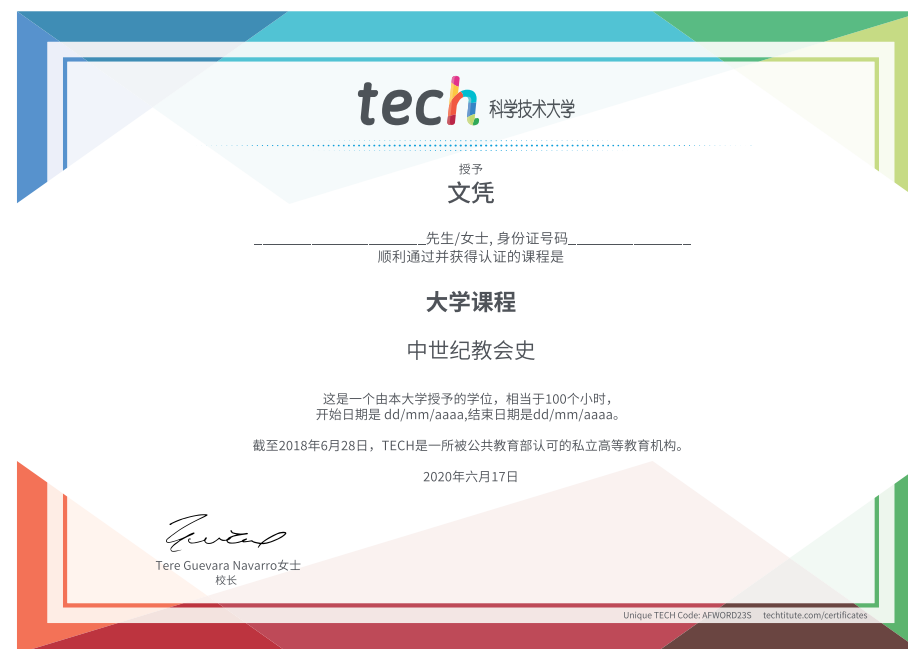 tech 科学技术大学
授予
文凭
____________________先生/女士, 身份证号码______________
顺利通过并获得认证的课程是
大学课程
中世纪教会史
这是一个由本大学授予的学位，相当于100个小时，
开始日期是 dd/mm/aaaa,结束日期是dd/mm/aaaa。
截至2018年6月28日，TECH是一所被公共教育部认可的私立高等教育机构。
2020年六月17日
Tere Guevara Navarro女士
校长
Unique TECH Code: AFWORD23S techtitute.com/certificates